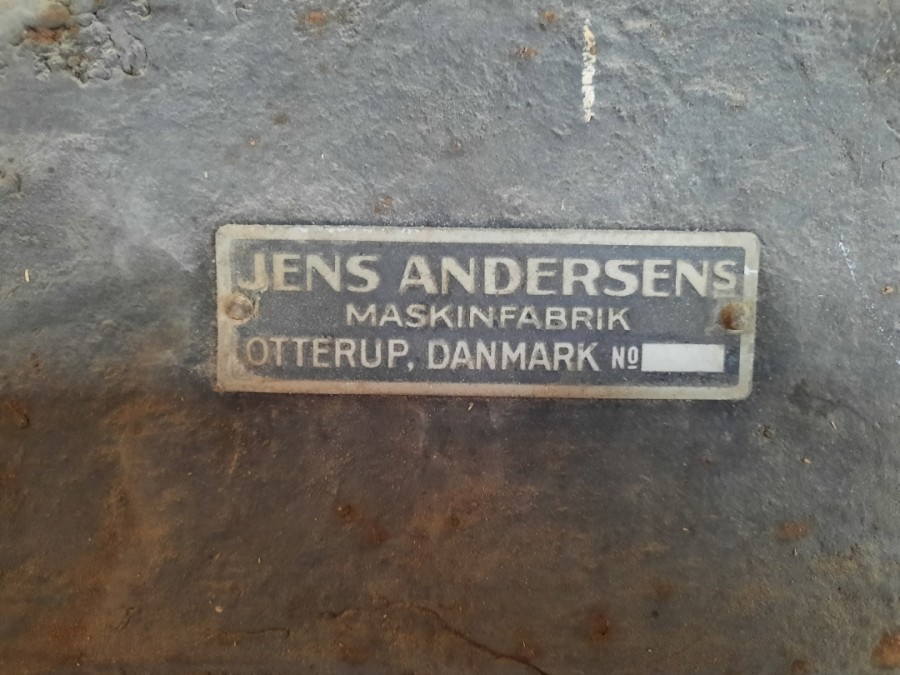 JENS ANDERSENS
MASKINFABRIK
OTTERUP, DANMARK No